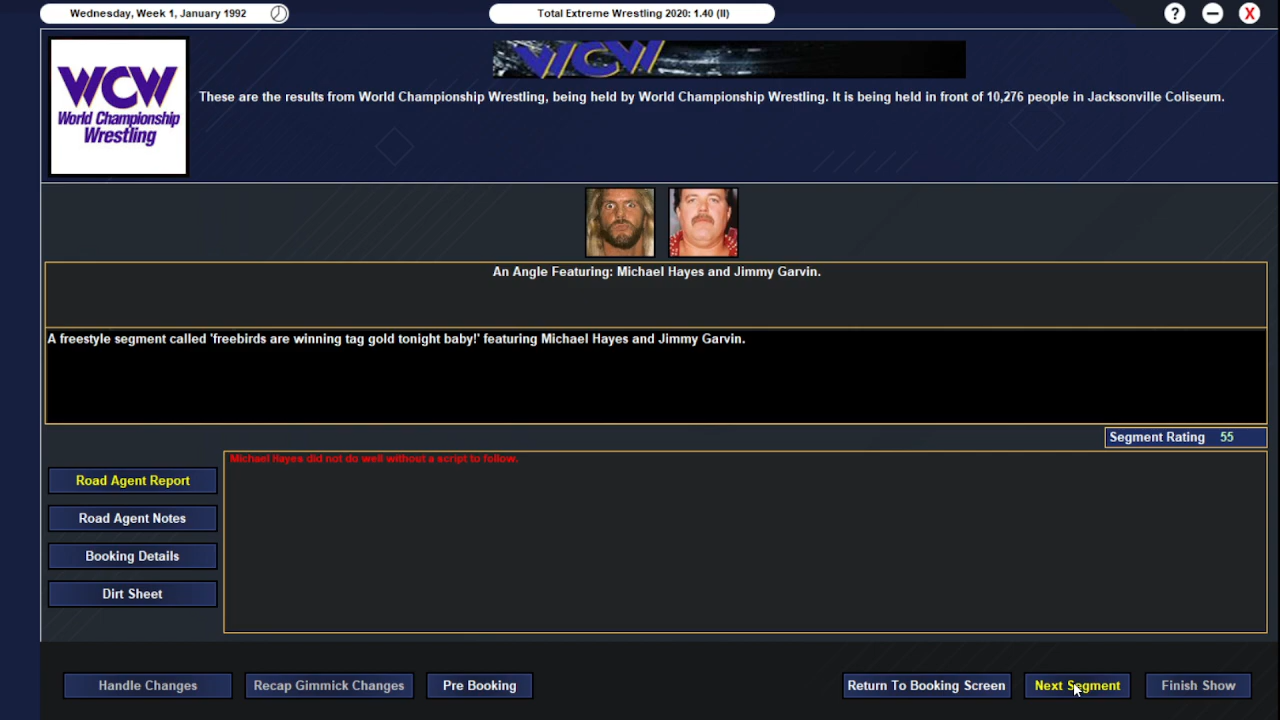 Wednesday, Week 1, January 1992
Total Extreme Wrestling 2020: 1.40 (II)
?
X
WCW
World Championship
Wrestling
WCW
These are the results from World Championship Wrestling, being held by World Championship Wrestling. It is being held in front of 10,276 people in Jacksonville Coliseum.
An Angle Featuring: Michael Hayes and Jimmy Garvin.
A freestyle segment called 'freebirds are winning tag gold tonight baby!' featuring Michael Hayes and Jimmy Garvin.
Segment Rating 55
Michael Hayes did not do well without a script to follow.
Road Agent Report
Road Agent Notes
Booking Details
Dirt Sheet
Handle Changes
Recap Gimmick Changes
Pre Booking
Return To Booking Screen
Next Segment
Finish Show